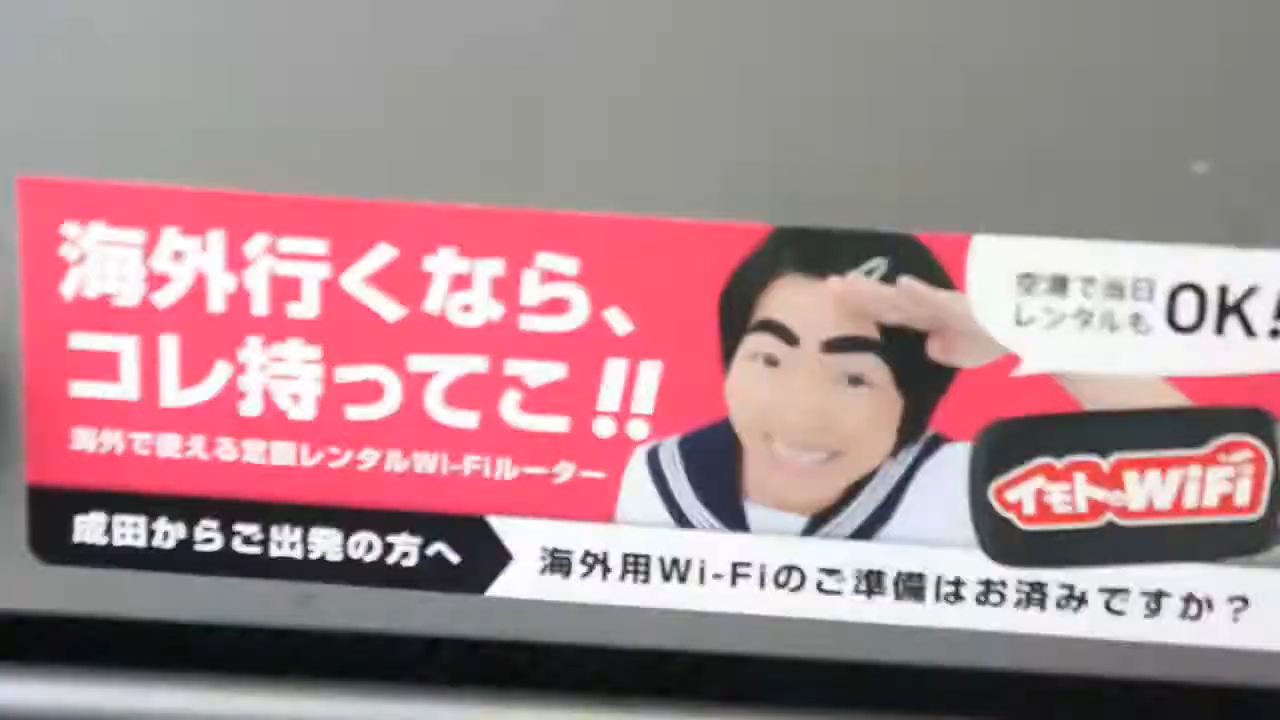 海外行くなら、
コレ持ってこ!!
海外で使える定額レンタルWi-Fiルーター
空港で当日
レンタルも
OK!
イモトのWiFi
成田からご出発の方へ
海外用Wi-Fiのご準備はお済みですか？